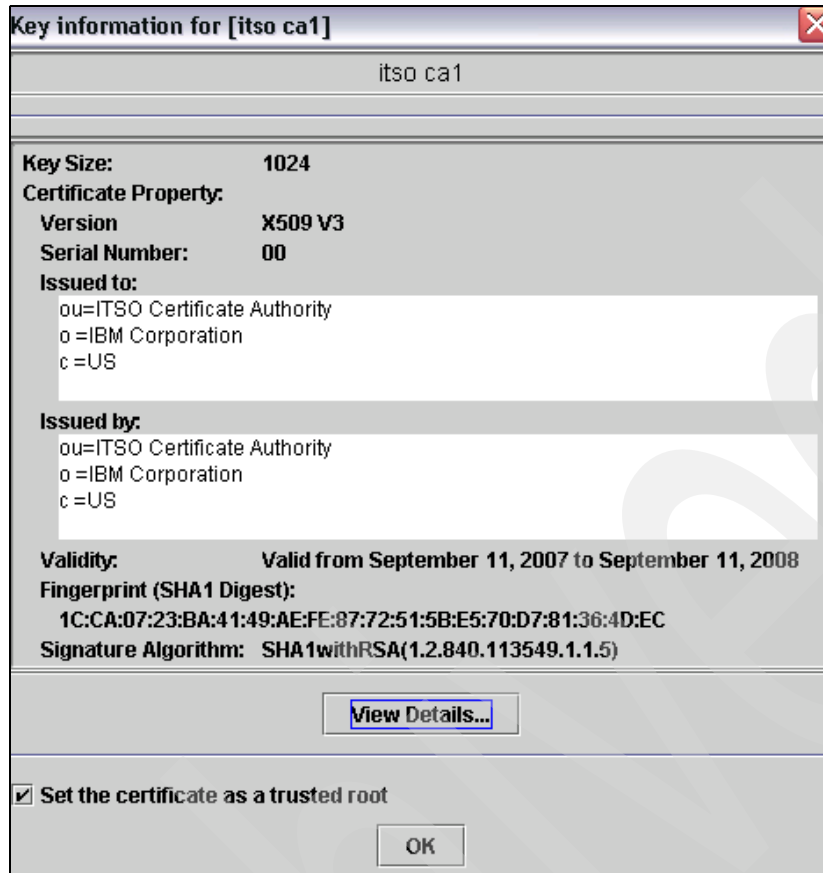 Key information for [itso ca1]
itso ca1
Key Size: 1024
Certificate Property:
Version X509 V3
Serial Number: 00
Issued to:
ou=ITSO Certificate Authority
o =IBM Corporation
c =US
Issued by:
ou=ITSO Certificate Authority
o =IBM Corporation
c =US
Validity: Valid from September 11, 2007 to September 11, 2008
Fingerprint (SHA1 Digest):
1C:CA:07:23:BA:41:49:AE:FE:87:72:51:5B:E5:70:D7:81:36:4D:EC
Signature Algorithm: SHA1withRSA(1.2.840.113549.1.1.5)
View Details...
Set the certificate as a trusted root
OK